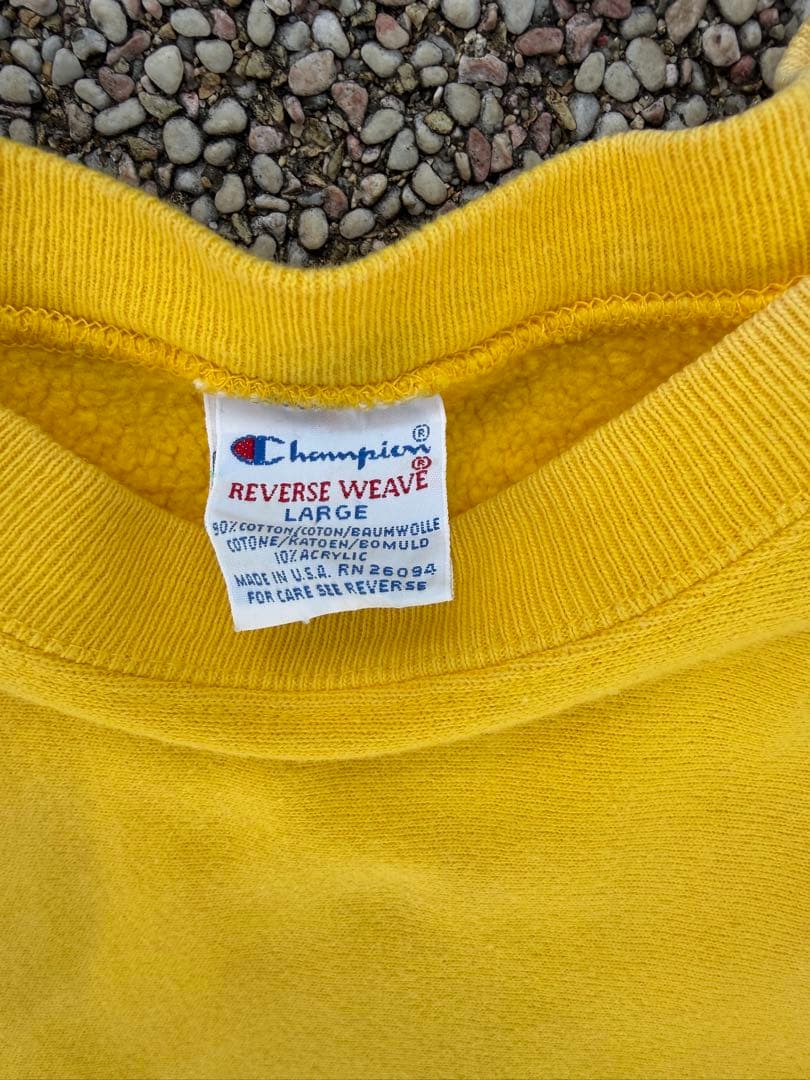 Champion®
REVERSE WEAVE®
LARGE
90% COTTON/COTON/BAUMWOLLE
COTONE/KATOEN/BOMULD
10% ACRYLIC
MADE IN U.S.A. RN 26094
FOR CARE SEE REVERSE